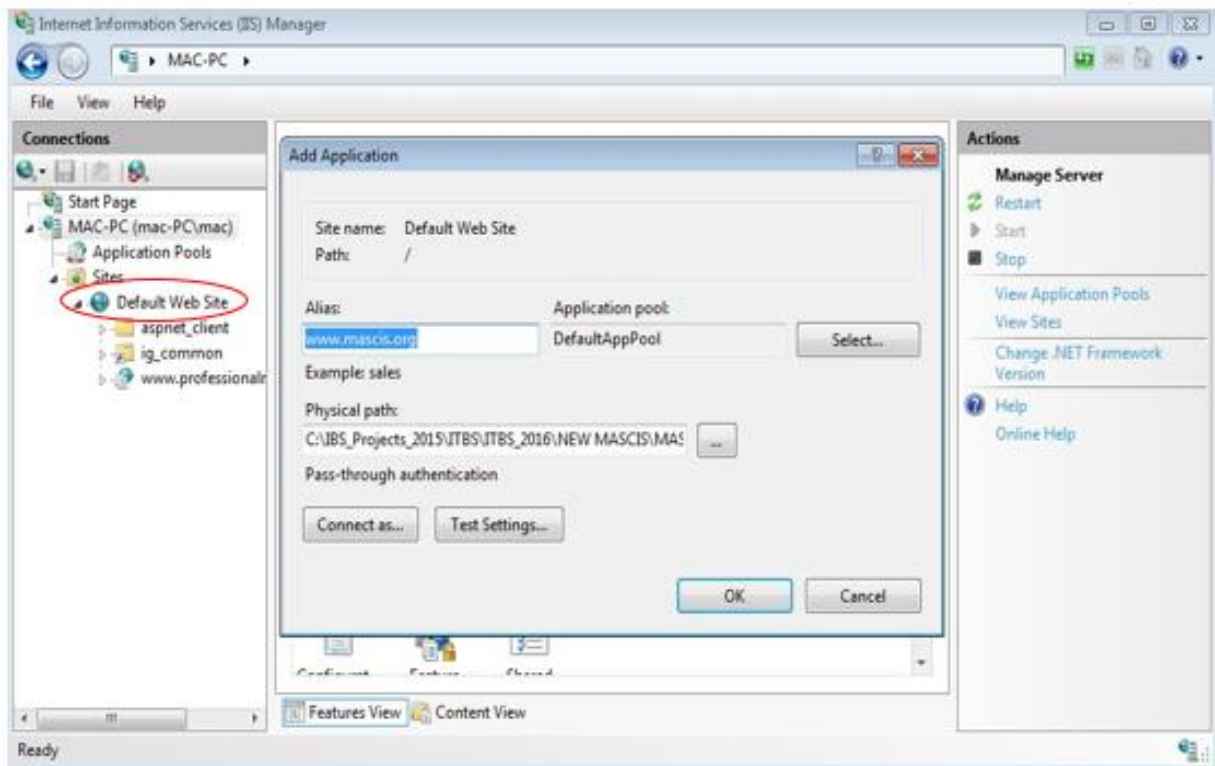 Internet Information Services (IIS) Manager
MAC-PC
File View Help
Connections
Start Page
MAC-PC (mac-PC\mac)
Application Pools
Sites
Default Web Site
aspnet_client
ig_common
www.professionalr
Add Application
Site name: Default Web Site
Path: /
Alias: Application pool:
www.mascis.org DefaultAppPool Select...
Example: sales
Physical path:
C:\IBS_Projects_2015\ITBS\ITBS_2016\NEW MASCIS\MAS ...
Pass-through authentication
Connect as... Test Settings...
OK Cancel
Features View Content View
Actions
Manage Server
Restart
Start
Stop
View Application Pools
View Sites
Change .NET Framework
Version
Help
Online Help
Ready